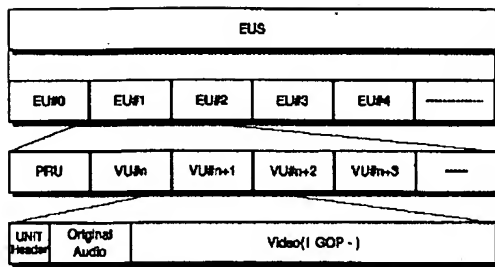 EUS
EU#0 EU#1 EU#2 EU#3 EU#4
PRU VU#n VU#n+1 VU#n+2 VU#n+3
UNIT Header Original Audio Video(1 GOP -)